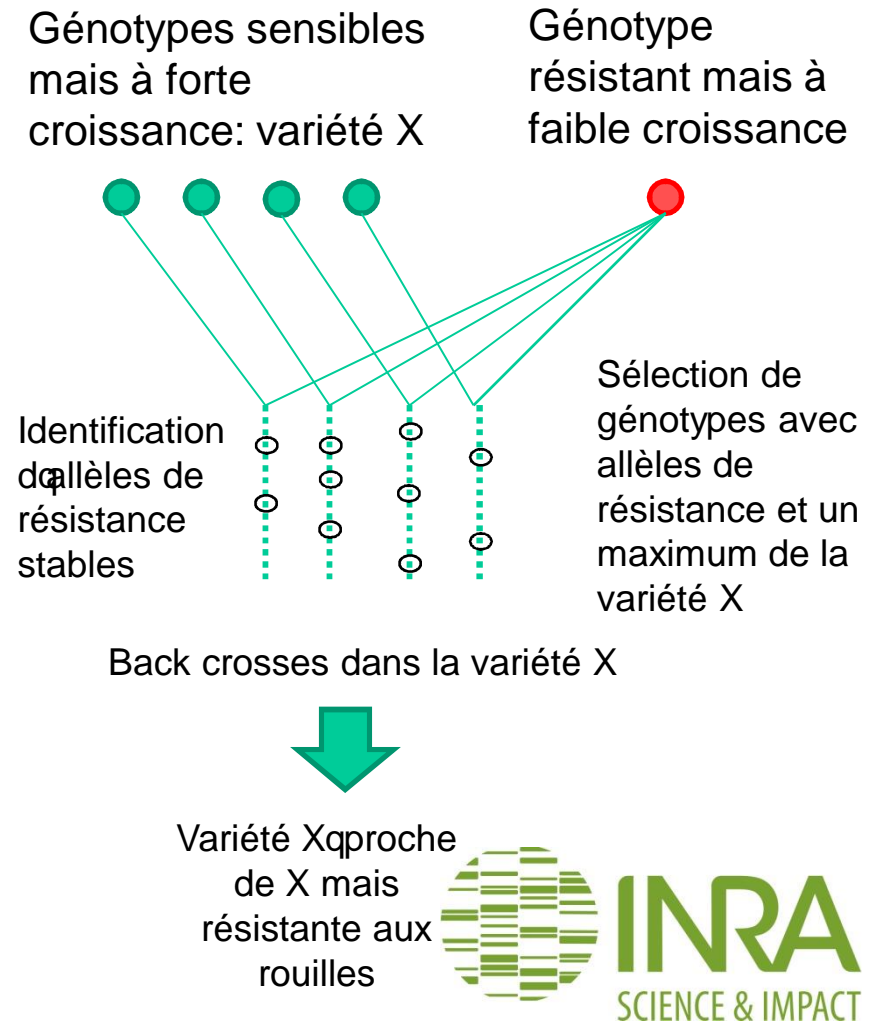 Génotypes sensibles
mais à forte
croissance: variété X
Génotype
résistant mais à
faible croissance
Identification
dqallèles de
résistance
stables
Sélection de
génotypes avec
allèles de
résistance et un
maximum de la
variété X
Back crosses dans la variété X
Variété Xqproche
de X mais
résistante aux
rouilles
INRA
SCIENCE & IMPACT